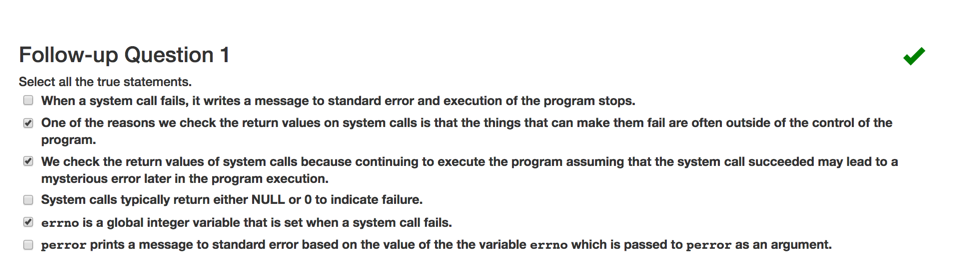 Follow-up Question 1
Select all the true statements.
When a system call fails, it writes a message to standard error and execution of the program stops.
One of the reasons we check the return values on system calls is that the things that can make them fail are often outside of the control of the
program.
We check the return values of system calls because continuing to execute the program assuming that the system call succeeded may lead to a
mysterious error later in the program execution.
System calls typically return either NULL or 0 to indicate failure.
errno is a global integer variable that is set when a system call fails.
perror prints a message to standard error based on the value of the the variable errno which is passed to perror as an argument.